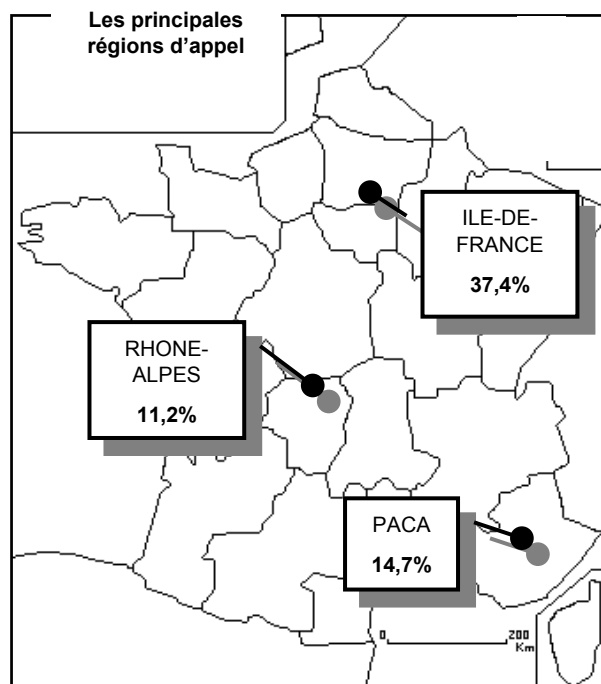 Les principales
régions d’appel
ILE-DE-
FRANCE
37,4%
RHONE-
ALPES
11,2%
PACA
14,7%
0 200
Km